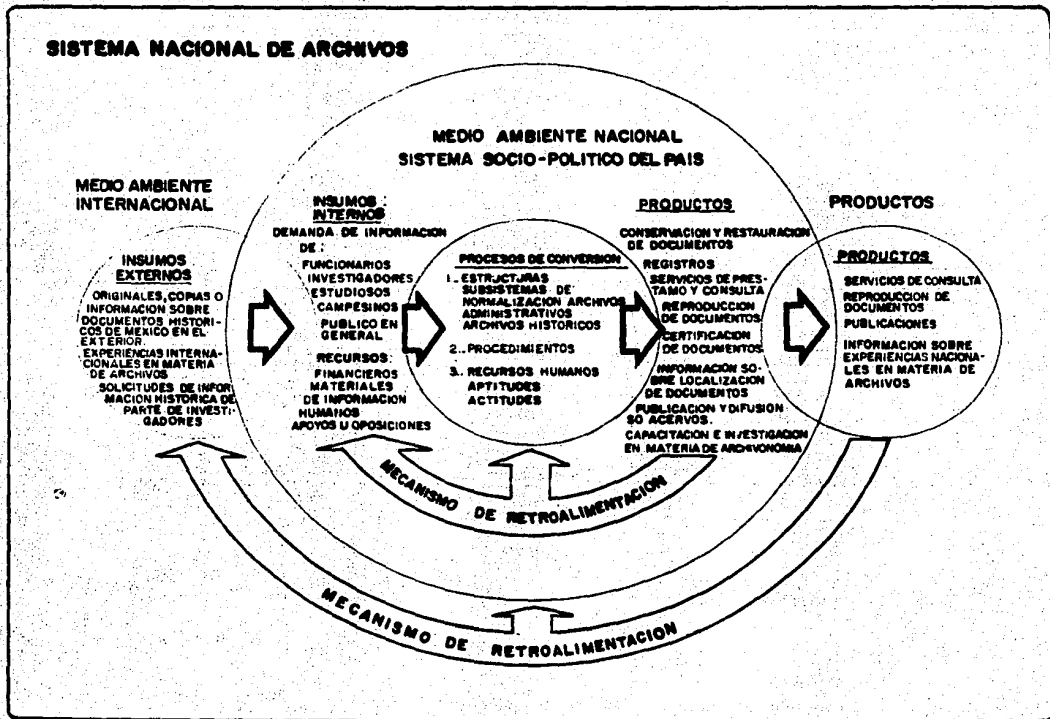 SISTEMA NACIONAL DE ARCHIVOS
MEDIO AMBIENTE NACIONAL
SISTEMA SOCIO-POLITICO DEL PAIS
MEDIO AMBIENTE
INTERNACIONAL
INSUMOS
EXTERNOS
ORIGINALES, COPIAS O
INFORMACION SOBRE
DOCUMENTOS HISTORI-
COS DE MEXICO EN EL
EXTERIOR.
EXPERIENCIAS INTERNA-
CIONALES EN MATERIA
DE ARCHIVOS
SOLICITUDES DE INFOR
MACION HISTORICA DE
PARTE DE INVESTI-
GADORES
INSUMOS :
INTERNOS
DEMANDA DE INFORMACION
DE :
FUNCIONARIOS
INVESTIGADORES
ESTUDIOSOS
CAMPESINOS
PUBLICO EN
GENERAL
RECURSOS:
FINANCIEROS
MATERIALES
DE INFORMACION
HUMANOS
APOYOS U OPOSICIONES
PROCESOS DE CONVERSION
1.. ESTRUCTURAS
SUBSISTEMAS DE
NORMALIZACION ARCHIVOS
ADMINISTRATIVOS
ARCHIVOS HISTORICOS
2.. PROCEDIMIENTOS
3.. RECURSOS HUMANOS
APTITUDES
ACTITUDES
PRODUCTOS
CONSERVACION Y RESTAURACION
DE DOCUMENTOS
REGISTROS
SERVICIOS DE PRES-
TAMO Y CONSULTA
REPRODUCCION
DE DOCUMENTOS
CERTIFICACION
DE DOCUMENTOS
INFORMACION SO-
BRE LOCALIZACION
DE DOCUMENTOS
PUBLICACION Y DIFUSION
SO ACERVOS.
CAPACITACION E INVESTIGACION
EN MATERIA DE ARCHIVONOMIA
PRODUCTOS
PRODUCTOS
SERVICIOS DE CONSULTA
REPRODUCCION DE
DOCUMENTOS
PUBLICACIONES
INFORMACION SOBRE
EXPERIENCIAS NACIONA-
LES EN MATERIA DE
ARCHIVOS
MECANISMO DE RETROALIMENTACION
MECANISMO DE RETROALIMENTACION